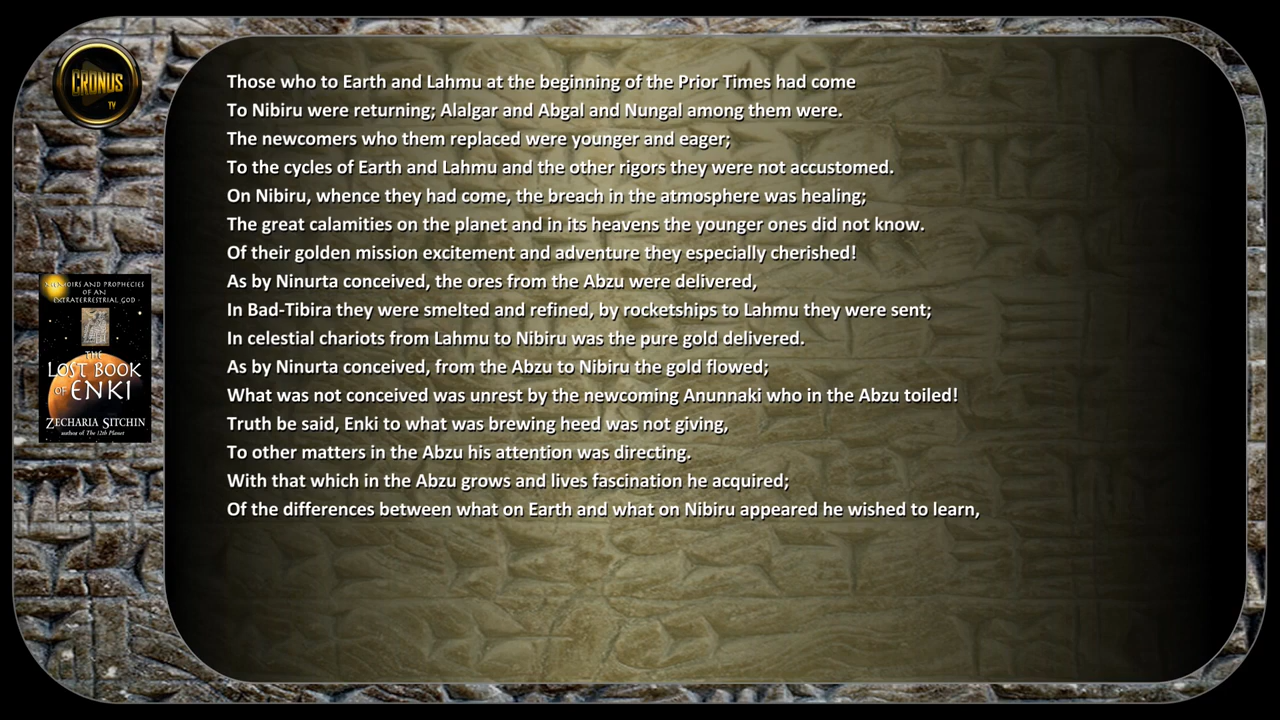 CRONUS
TV
Those who to Earth and Lahmu at the beginning of the Prior Times had come
To Nibiru were returning; Alalgar and Abgal and Nungal among them were.
The newcomers who them replaced were younger and eager;
To the cycles of Earth and Lahmu and the other rigors they were not accustomed.
On Nibiru, whence they had come, the breach in the atmosphere was healing;
The great calamities on the planet and in its heavens the younger ones did not know.
Of their golden mission excitement and adventure they especially cherished!
As by Ninurta conceived, the ores from the Abzu were delivered,
In Bad-Tibira they were smelted and refined, by rocketships to Lahmu they were sent;
In celestial chariots from Lahmu to Nibiru was the pure gold delivered.
As by Ninurta conceived, from the Abzu to Nibiru the gold flowed;
What was not conceived was unrest by the newcoming Anunnaki who in the Abzu toiled!
Truth be said, Enki to what was brewing heed was not giving,
To other matters in the Abzu his attention was directing.
With that which in the Abzu grows and lives fascination he acquired;
Of the differences between what on Earth and what on Nibiru appeared he wished to learn,
MEMOIRS AND PROPHECIES
OF AN
EXTRATERRESTRIAL GOD
THE
LOST BOOK
OF ENKI
ZECHARIA SITCHIN
author of The 12th Planet